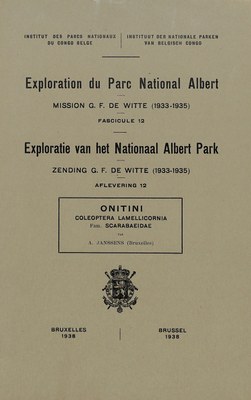 INSTITUT DES PARCS NATIONAUX
DU CONGO BELGE
INSTITUUT DER NATIONALE PARKEN
VAN BELGISCH CONGO
Exploration du Parc National Albert
MISSION G. F. DE WITTE (1933-1935)
FASCICULE 12
Exploratie van het Nationaal Albert Park
ZENDING G. F. DE WITTE (1933-1935)
AFLEVERING 12
ONITINI
COLEOPTERA LAMELLICORNIA
Fam. SCARABAEIDAE
PAR
A. JANSSENS (Bruxelles)
BRUXELLES
1938
BRUSSEL
1938